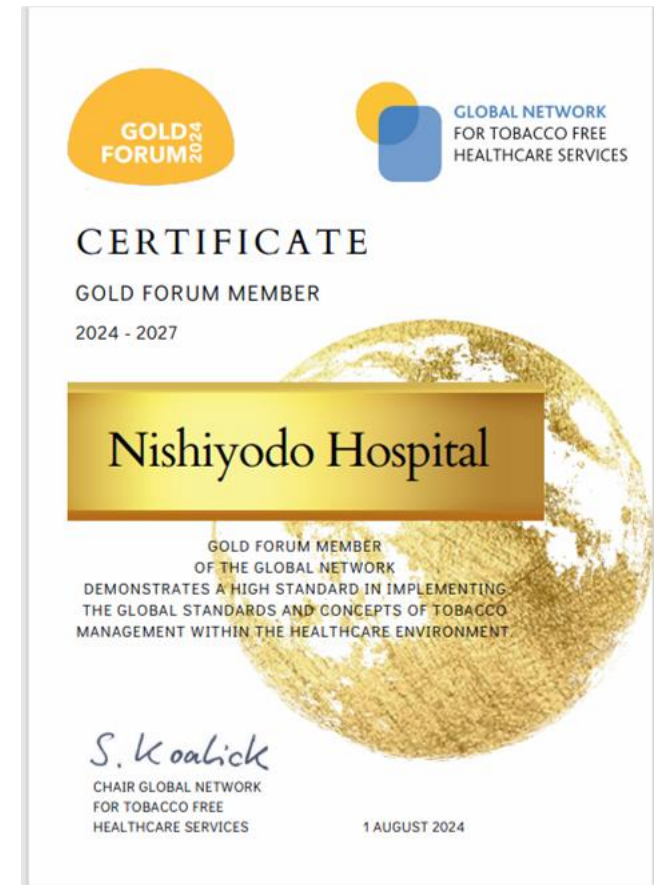 GOLD
FORUM 2024
GLOBAL NETWORK
FOR TOBACCO FREE
HEALTHCARE SERVICES
CERTIFICATE
GOLD FORUM MEMBER
2024 - 2027
Nishiyodo Hospital
GOLD FORUM MEMBER
OF THE GLOBAL NETWORK
DEMONSTRATES A HIGH STANDARD IN IMPLEMENTING
THE GLOBAL STANDARDS AND CONCEPTS OF TOBACCO
MANAGEMENT WITHIN THE HEALTHCARE ENVIRONMENT
S. Koalick
CHAIR GLOBAL NETWORK
FOR TOBACCO FREE
HEALTHCARE SERVICES
1 AUGUST 2024